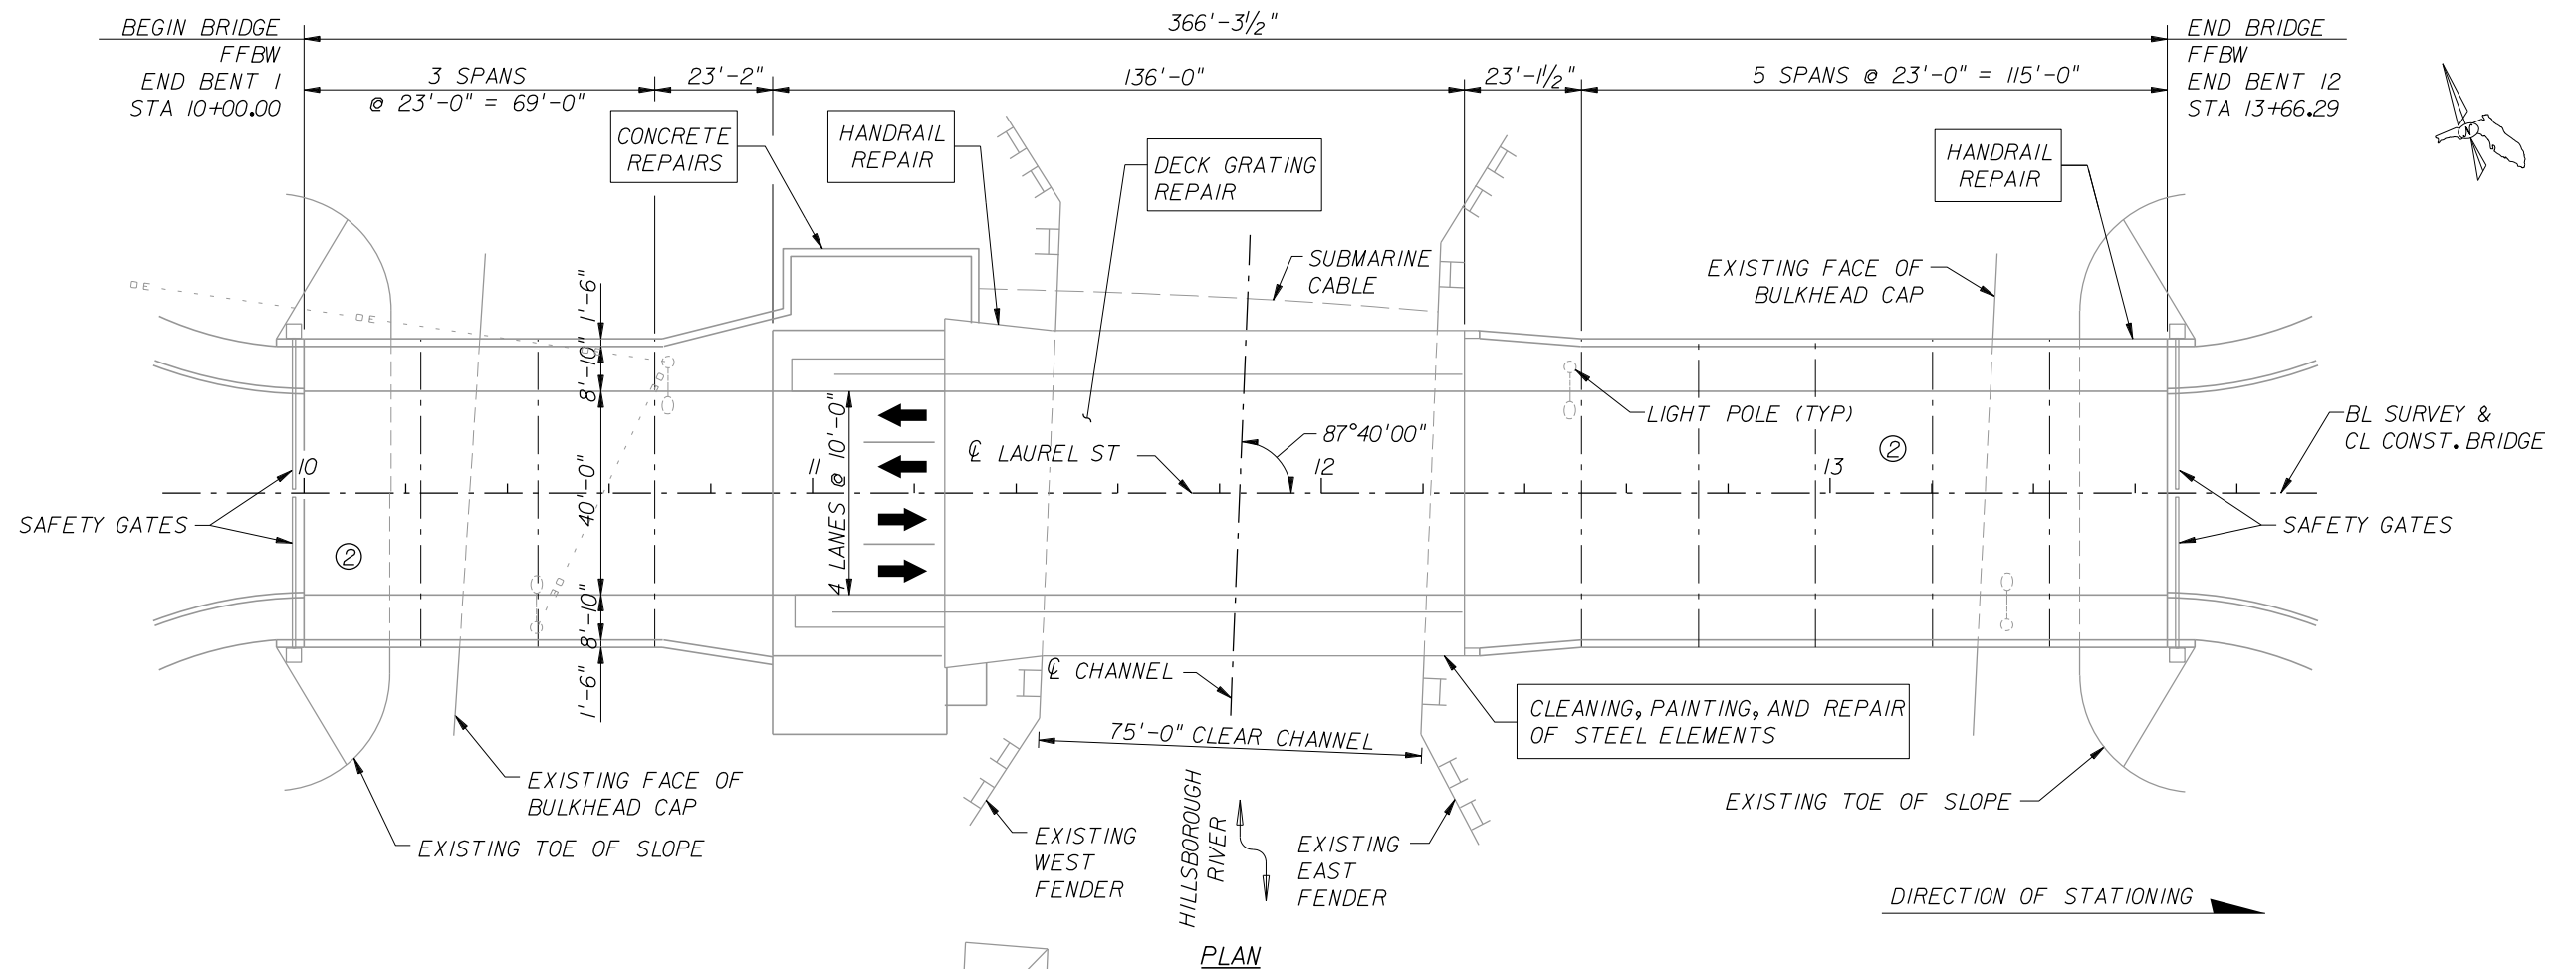 366'-3½"
BEGIN BRIDGE
FFBW
END BENT 1
STA 10+00.00
3 SPANS
@ 23'-0" = 69'-0"
23'-2"
136'-0"
23'-1½"
5 SPANS @ 23'-0" = 115'-0"
END BRIDGE
FFBW
END BENT 12
STA 13+66.29
N
CONCRETE
REPAIRS
HANDRAIL
REPAIR
DECK GRATING
REPAIR
HANDRAIL
REPAIR
SUBMARINE
CABLE
EXISTING FACE OF
BULKHEAD CAP
OE
OE
1'-6"
8'-10"
40'-0"
8'-10"
1'-6"
4 LANES @ 10'-0"
℄ LAUREL ST
87°40'00"
LIGHT POLE (TYP)
BL SURVEY &
CL CONST. BRIDGE
10
11
12
13
2
2
SAFETY GATES
SAFETY GATES
℄ CHANNEL
75'-0" CLEAR CHANNEL
CLEANING, PAINTING, AND REPAIR
OF STEEL ELEMENTS
EXISTING FACE OF
BULKHEAD CAP
EXISTING TOE OF SLOPE
EXISTING
WEST
FENDER
HILLSBOROUGH
RIVER
EXISTING
EAST
FENDER
EXISTING TOE OF SLOPE
DIRECTION OF STATIONING
PLAN